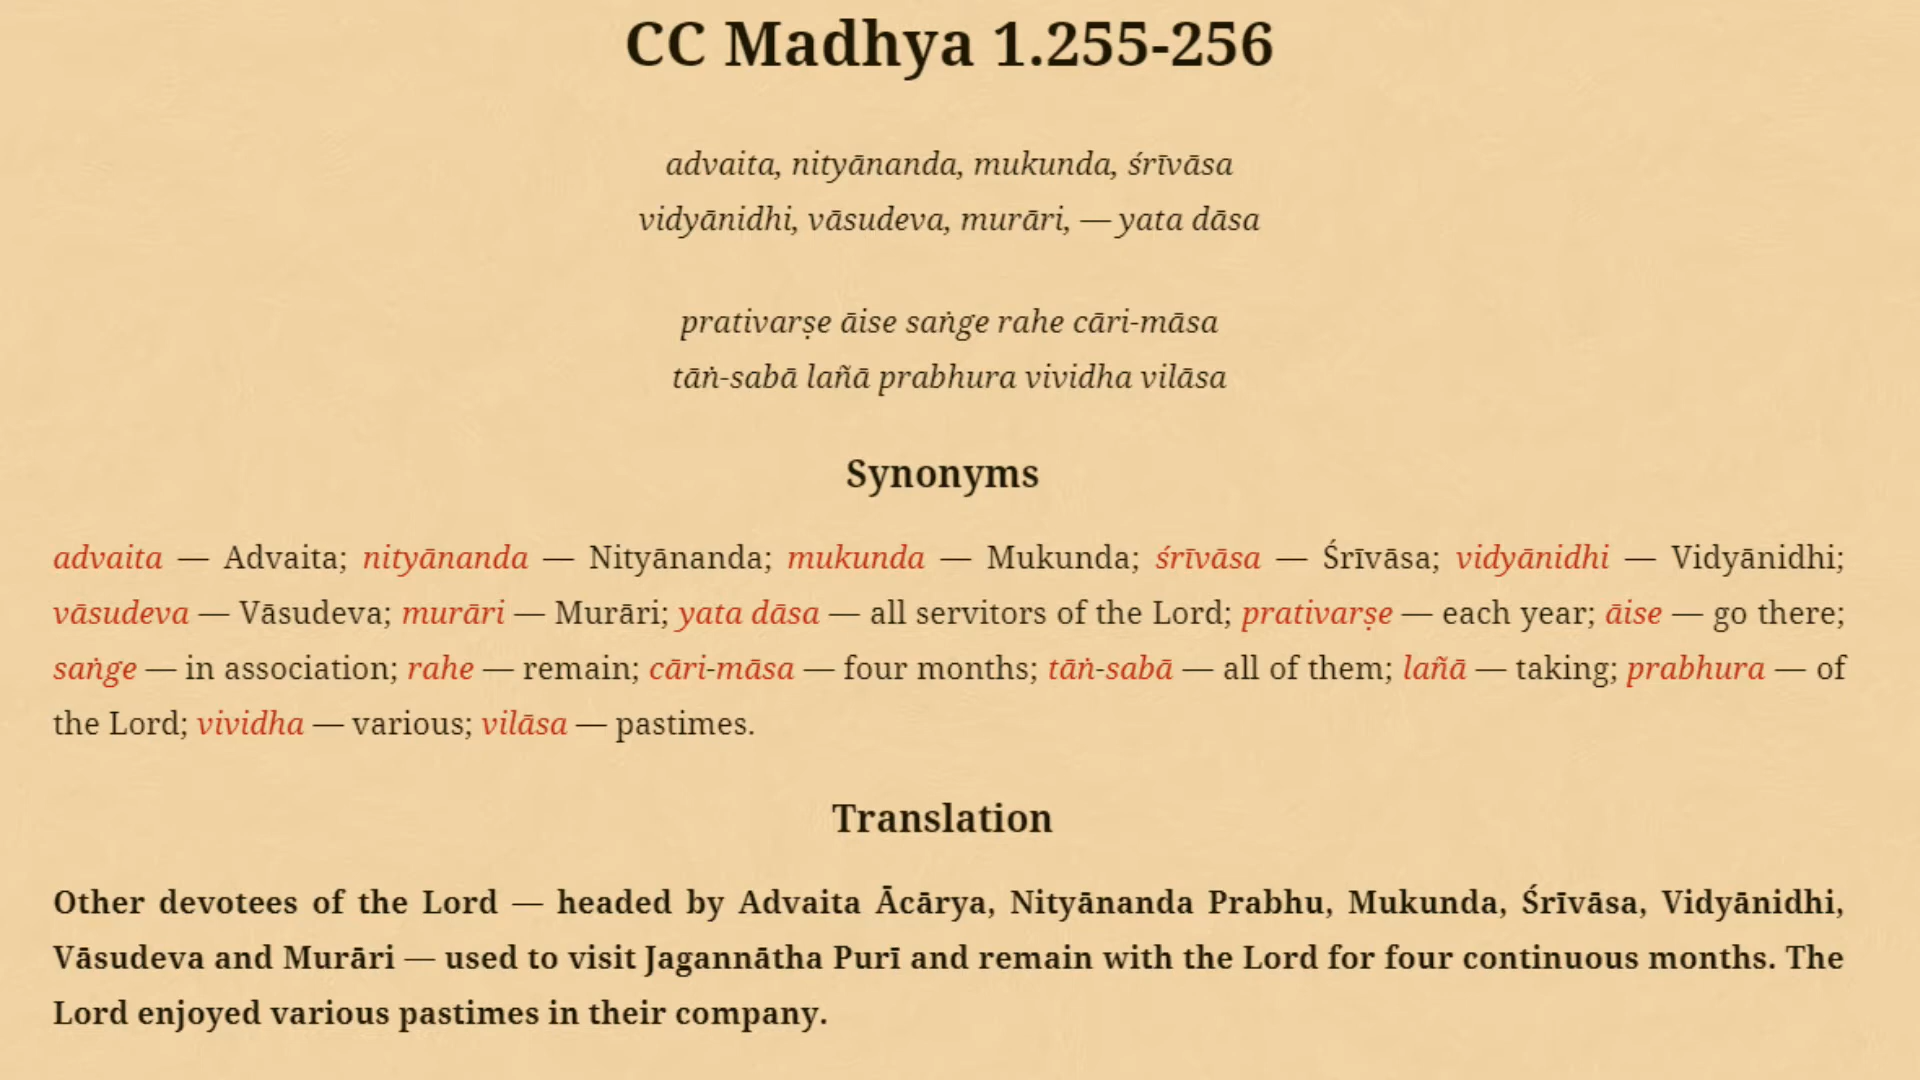 CC Madhya 1.255-256
advaita, nityānanda, mukunda, śrīvāsa
vidyānidhi, vāsudeva, murāri, — yata dāsa
prativarṣe āise saṅge rahe cāri-māsa
tāṅ-sabā lañā prabhura vividha vilāsa
Synonyms
advaita — Advaita; nityānanda — Nityānanda; mukunda — Mukunda; śrīvāsa — Śrīvāsa; vidyānidhi — Vidyānidhi;
vāsudeva — Vāsudeva; murāri — Murāri; yata dāsa — all servitors of the Lord; prativarṣe — each year; āise — go there;
saṅge — in association; rahe — remain; cāri-māsa — four months; tāṅ-sabā — all of them; lañā — taking; prabhura — of
the Lord; vividha — various; vilāsa — pastimes.
Translation
Other devotees of the Lord — headed by Advaita Ācārya, Nityānanda Prabhu, Mukunda, Śrīvāsa, Vidyānidhi,
Vāsudeva and Murāri — used to visit Jagannātha Purī and remain with the Lord for four continuous months. The
Lord enjoyed various pastimes in their company.